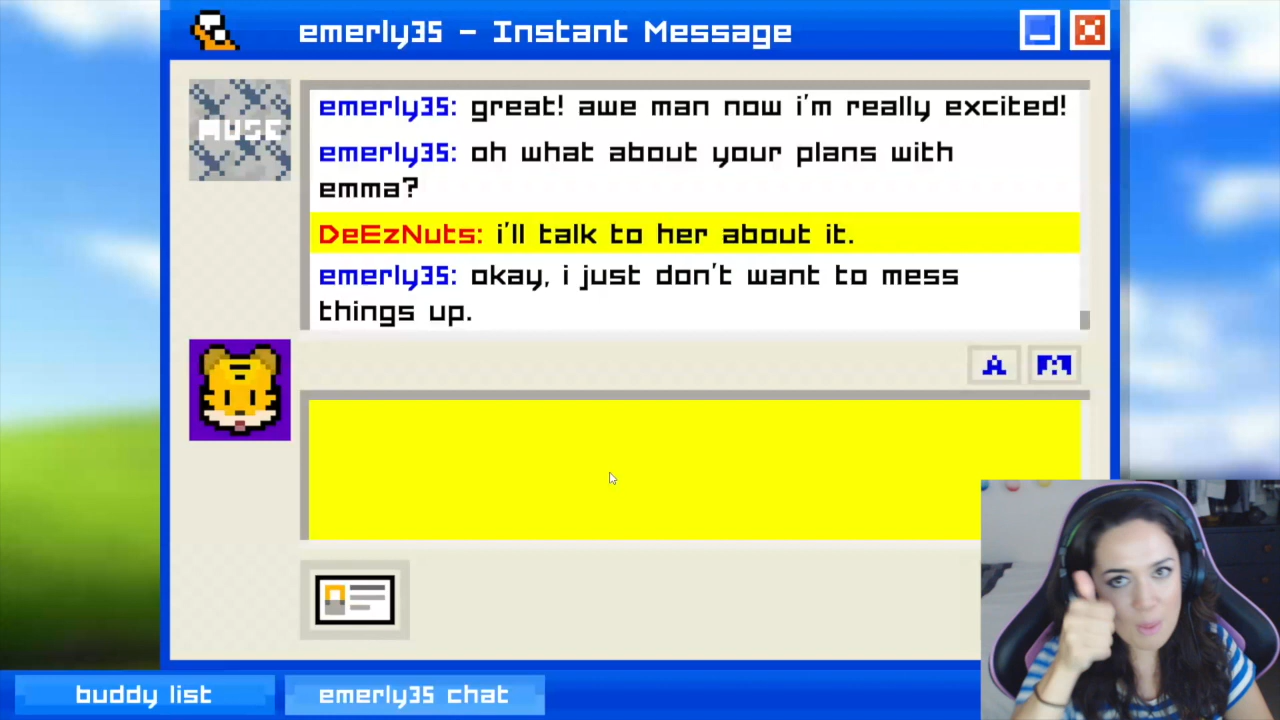 emerly35 - Instant Message
MUSE
emerly35: great! awe man now i'm really excited!
emerly35: oh what about your plans with
emma?
DeEzNuts: i'll talk to her about it.
emerly35: okay, i just don't want to mess
things up.
A
buddy list
emerly35 chat